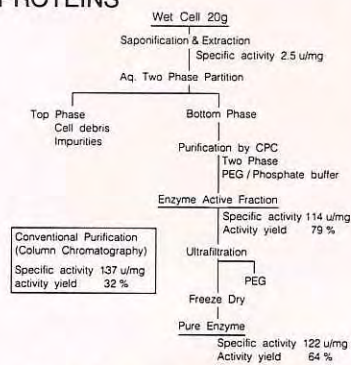 PROTEINS
Wet Cell 20g
Saponification & Extraction
Specific activity 2.5 u/mg
Aq. Two Phase Partition
Top Phase
Cell debris
Impurities
Bottom Phase
Purification by CPC
Two Phase
PEG / Phosphate buffer
Enzyme Active Fraction
Specific activity 114 u/mg
Activity yield 79 %
Ultrafiltration
PEG
Freeze Dry
Pure Enzyme
Specific activity 122 u/mg
Activity yield 64 %
Conventional Purification
(Column Chromatography)
Specific activity 137 u/mg
activity yield 32 %